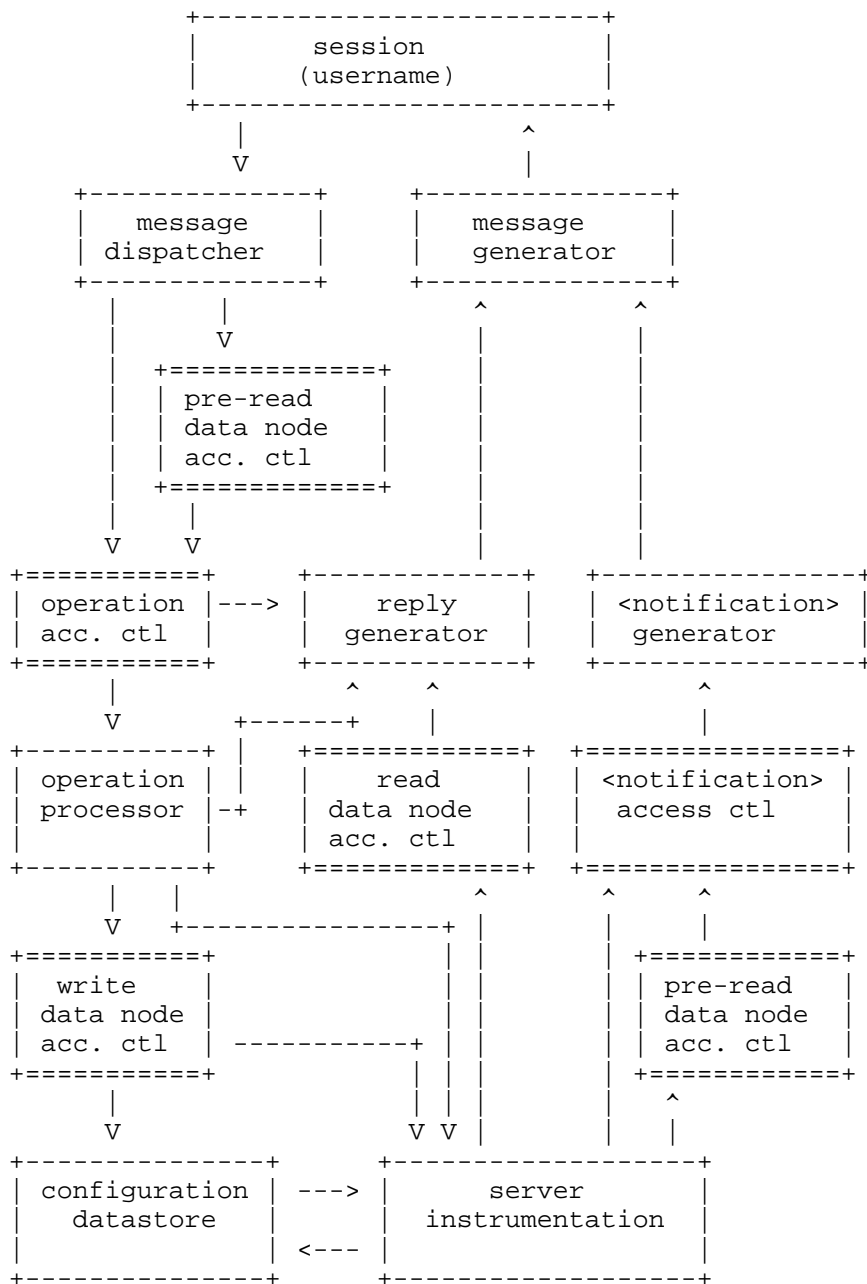 session
(username)
message
dispatcher
message
generator
pre-read
data node
acc. ctl
operation
acc. ctl
reply
generator
<notification>
generator
operation
processor
read
data node
acc. ctl
<notification>
access ctl
write
data node
acc. ctl
pre-read
data node
acc. ctl
configuration
datastore
server
instrumentation